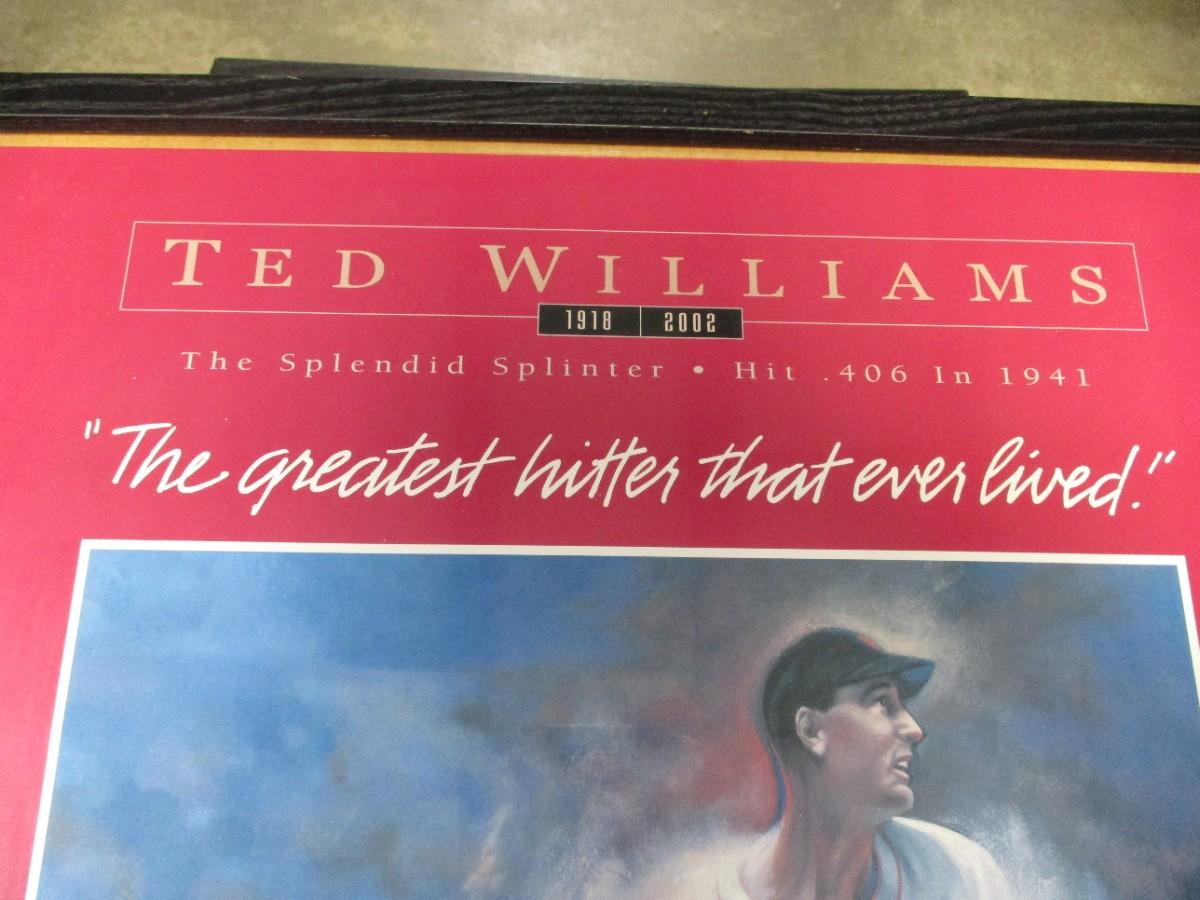 TED WILLIAMS
1918 2002
The Splendid Splinter • Hit .406 In 1941
"The greatest hitter that ever lived!"